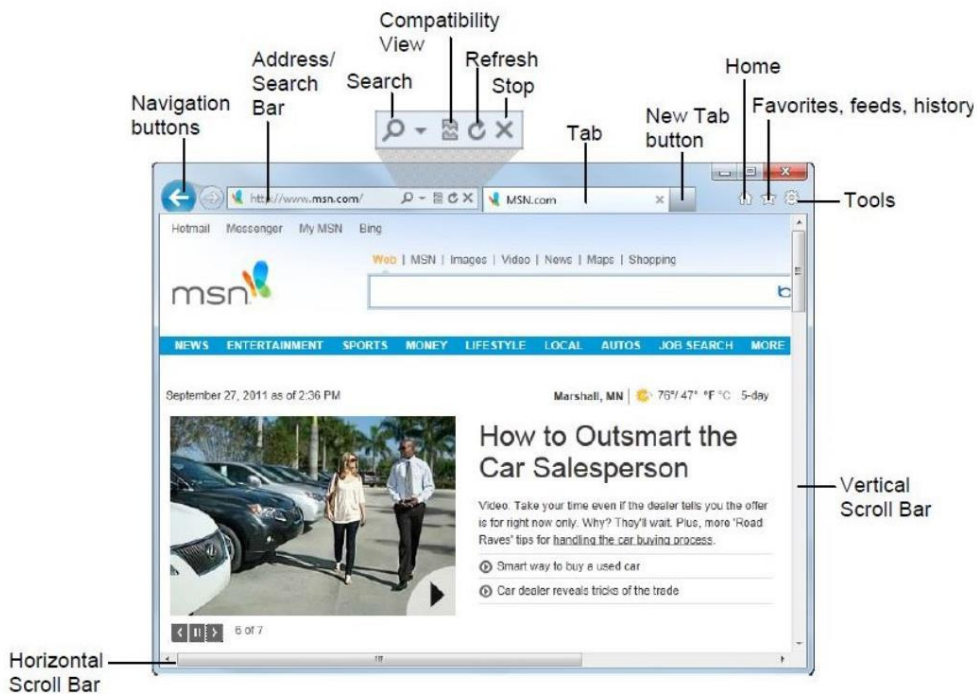 Compatibility
View
Address/
Search
Bar
Search
Refresh
Stop
Home
Navigation
buttons
Tab
New Tab
button
Favorites, feeds, history
Tools
http://www.msn.com/
MSN.com
Hotmail Messenger My MSN Bing
Web | MSN | Images | Video | News | Maps | Shopping
msn
b
NEWS ENTERTAINMENT SPORTS MONEY LIFESTYLE LOCAL AUTOS JOB SEARCH MORE
September 27, 2011 as of 2:36 PM
Marshall, MN | 76°/ 47° °F °C 5-day
How to Outsmart the
Car Salesperson
Video. Take your time even if the dealer tells you the offer
is for right now only. Why? They'll wait. Plus, more 'Road
Raves' tips for handling the car buying process.
Smart way to buy a used car
Car dealer reveals tricks of the trade
6 of 7
Vertical
Scroll Bar
Horizontal
Scroll Bar